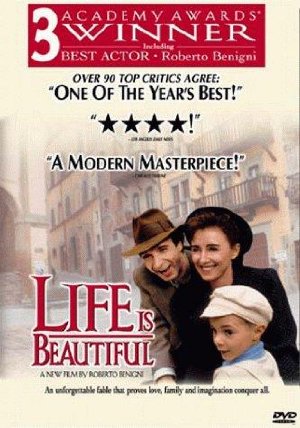 3 ACADEMY AWARDS®
WINNER
Including
BEST ACTOR - Roberto Benigni
OVER 90 TOP CRITICS AGREE:
"ONE OF THE YEAR'S BEST!"
"★★★★!"
"A MODERN MASTERPIECE!"
LIFE IS
BEAUTIFUL
A NEW FILM BY ROBERTO BENIGNI
An unforgettable fable that proves love, family and imagination conquer all.
DVD